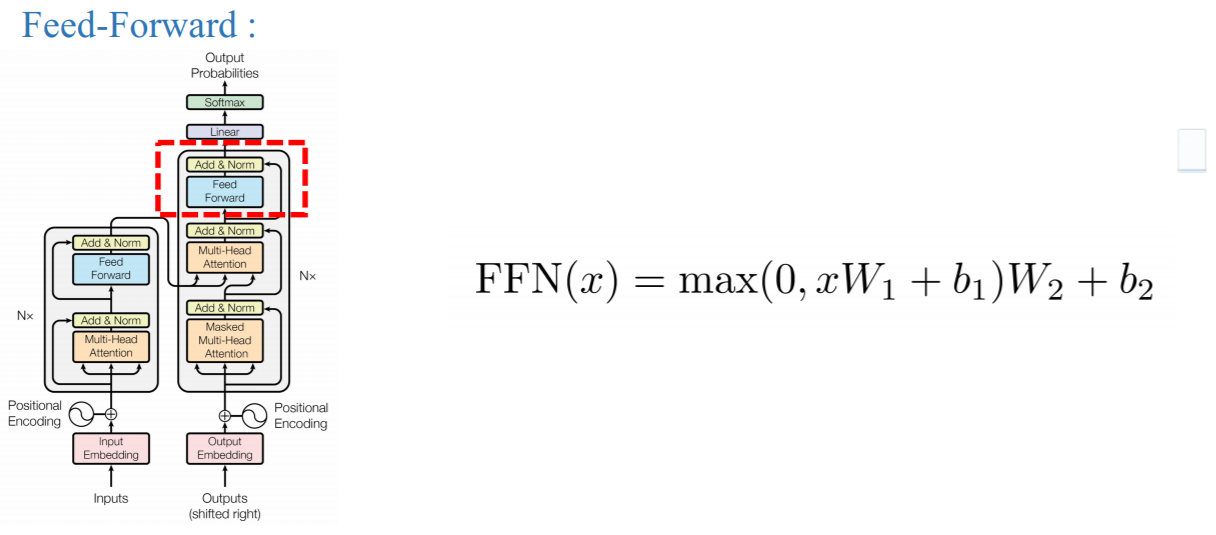 Feed-Forward :
Output
Probabilities
Softmax
Linear
Add & Norm
Feed
Forward
Add & Norm
Multi-Head
Attention
Add & Norm
Masked
Multi-Head
Attention
Nx
Add & Norm
Feed
Forward
Add & Norm
Multi-Head
Attention
Nx
Positional
Encoding
Positional
Encoding
Input
Embedding
Output
Embedding
Inputs
Outputs
(shifted right)
FFN(x) = max(0, xW₁ + b₁)W₂ + b₂